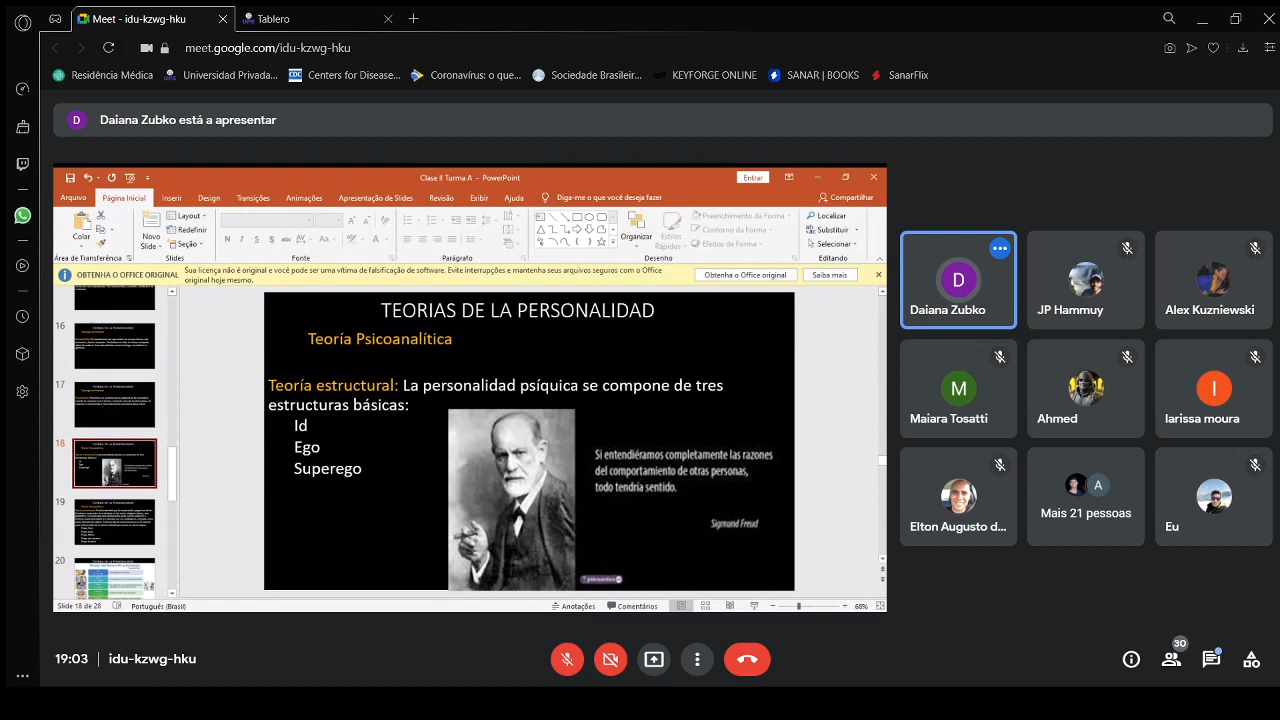 Meet - idu-kzwg-hku
Tablero
meet.google.com/idu-kzwg-hku
Residência Médica
Universidad Privada...
Centers for Disease...
Coronavírus: o que...
Sociedade Brasileir...
KEYFORGE ONLINE
SANAR | BOOKS
SanarFlix
D
Daiana Zubko está a apresentar
Clase II Turma A - PowerPoint
Entrar
Arquivo
Página Inicial
Inserir
Design
Transições
Animações
Apresentação de Slides
Revisão
Exibir
Ajuda
Diga-me o que você deseja fazer
Compartilhar
Colar
Novo
Slide
Layout
Redefinir
Seção
Organizar
Estilos
Rápidos
Preenchimento da Forma
Contorno da Forma
Efeitos de Forma
Localizar
Substituir
Selecionar
Área de Transferência
Slides
Fonte
Parágrafo
Desenho
Editando
OBTENHA O OFFICE ORIGINAL
Sua licença não é original e você pode ser uma vítima de falsificação de software. Evite interrupções e mantenha seus arquivos seguros com o Office
original hoje mesmo.
Obtenha o Office original
Saiba mais
16
17
18
19
20
TEORIAS DE LA PERSONALIDAD
Teoría Psicoanalítica
Teoría estructural: La personalidad psíquica se compone de tres
estructuras básicas:
Id
Ego
Superego
Si entendiéramos completamente las razones
del comportamiento de otras personas,
todo tendría sentido.
Sigmund Freud
Slide 18 de 28
Português (Brasil)
Anotações
Comentários
68%
D
Daiana Zubko
JP Hammuy
Alex Kuzniewski
M
Maiara Tosatti
Ahmed
I
larissa moura
Elton Augusto d...
A
Mais 21 pessoas
Eu
19:03
idu-kzwg-hku
30